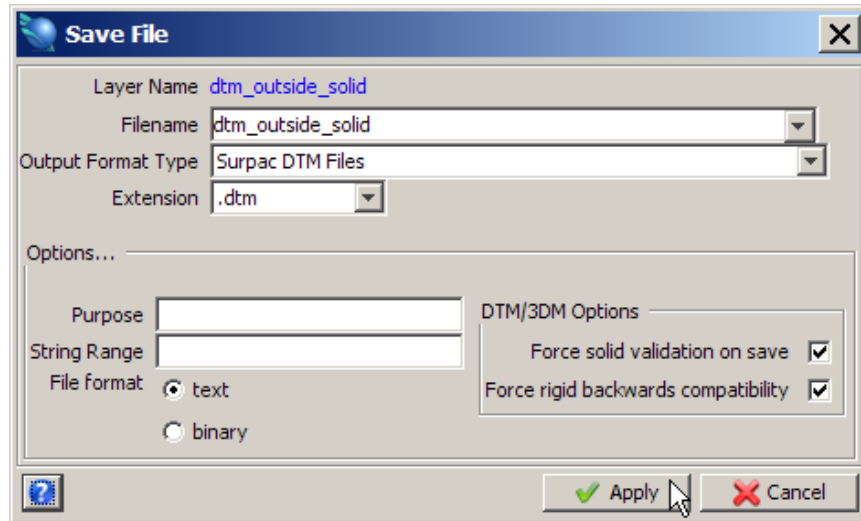 Save File
Layer Name dtm_outside_solid
Filename dtm_outside_solid
Output Format Type Surpac DTM Files
Extension .dtm
Options...
Purpose
DTM/3DM Options
String Range
Force solid validation on save
File format text
Force rigid backwards compatibility
binary
? Apply Cancel